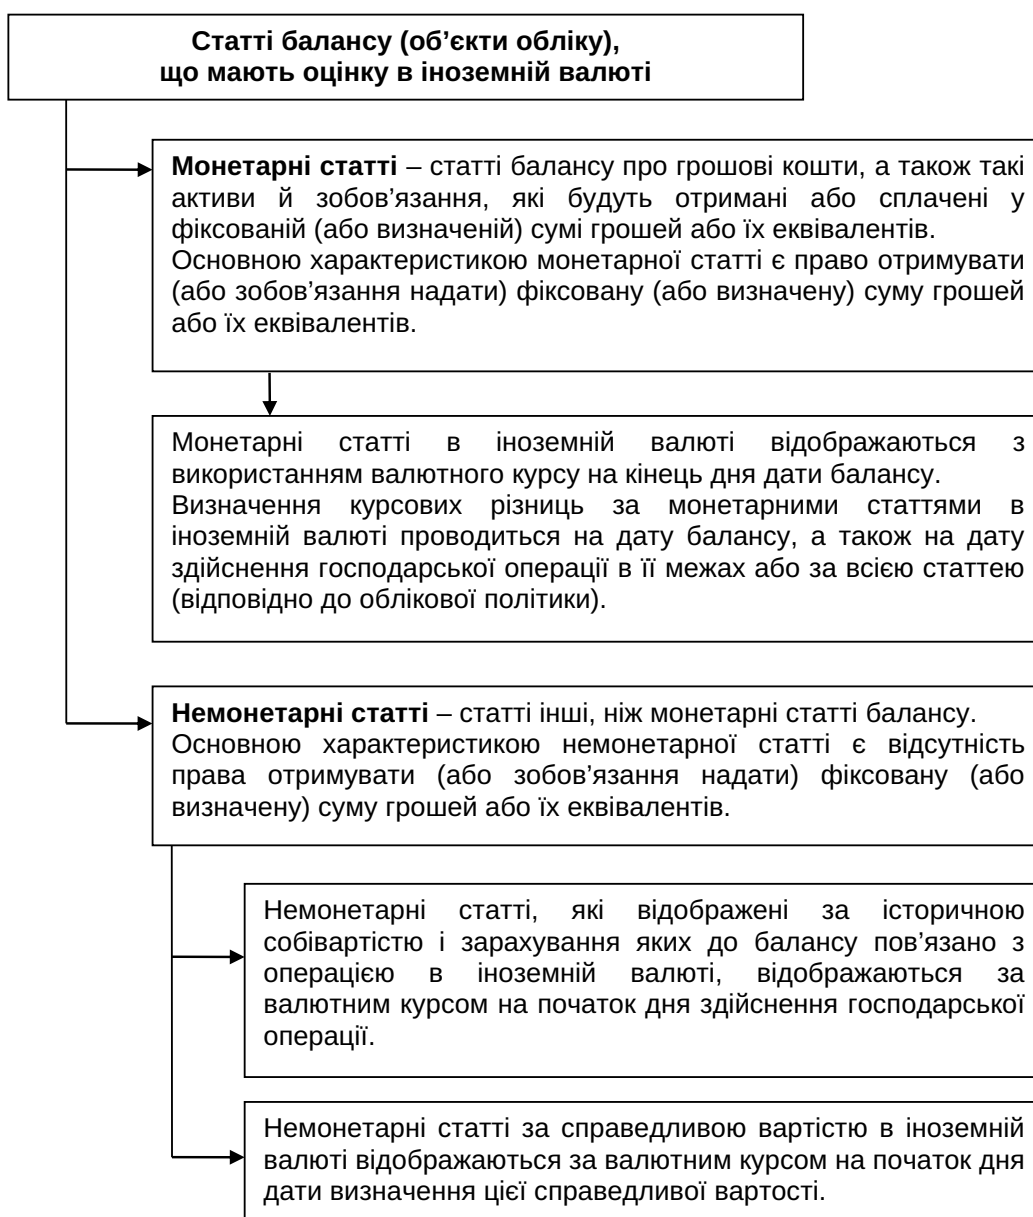 Статті балансу (об’єкти обліку),
що мають оцінку в іноземній валюті
Монетарні статті – статті балансу про грошові кошти, а також такі
активи й зобов’язання, які будуть отримані або сплачені у
фіксованій (або визначеній) сумі грошей або їх еквівалентів.
Основною характеристикою монетарної статті є право отримувати
(або зобов’язання надати) фіксовану (або визначену) суму грошей
або їх еквівалентів.
Монетарні статті в іноземній валюті відображаються з
використанням валютного курсу на кінець дня дати балансу.
Визначення курсових різниць за монетарними статтями в
іноземній валюті проводиться на дату балансу, а також на дату
здійснення господарської операції в її межах або за всією статтею
(відповідно до облікової політики).
Немонетарні статті – статті інші, ніж монетарні статті балансу.
Основною характеристикою немонетарної статті є відсутність
права отримувати (або зобов’язання надати) фіксовану (або
визначену) суму грошей або їх еквівалентів.
Немонетарні статті, які відображені за історичною
собівартістю і зарахування яких до балансу пов’язано з
операцією в іноземній валюті, відображаються за
валютним курсом на початок дня здійснення господарської
операції.
Немонетарні статті за справедливою вартістю в іноземній
валюті відображаються за валютним курсом на початок дня
дати визначення цієї справедливої вартості.